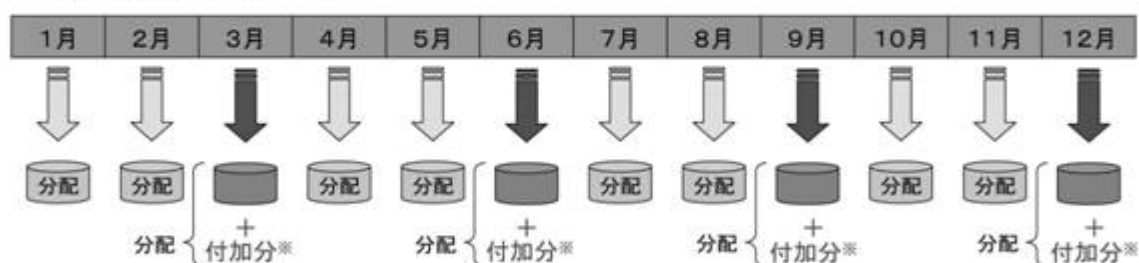 1月 2月 3月 4月 5月 6月 7月 8月 9月 10月 11月 12月
分配 分配 分配 分配 分配 分配 分配 分配
分配 + 分配 + 分配 + 分配 +
付加分※ 付加分※ 付加分※ 付加分※